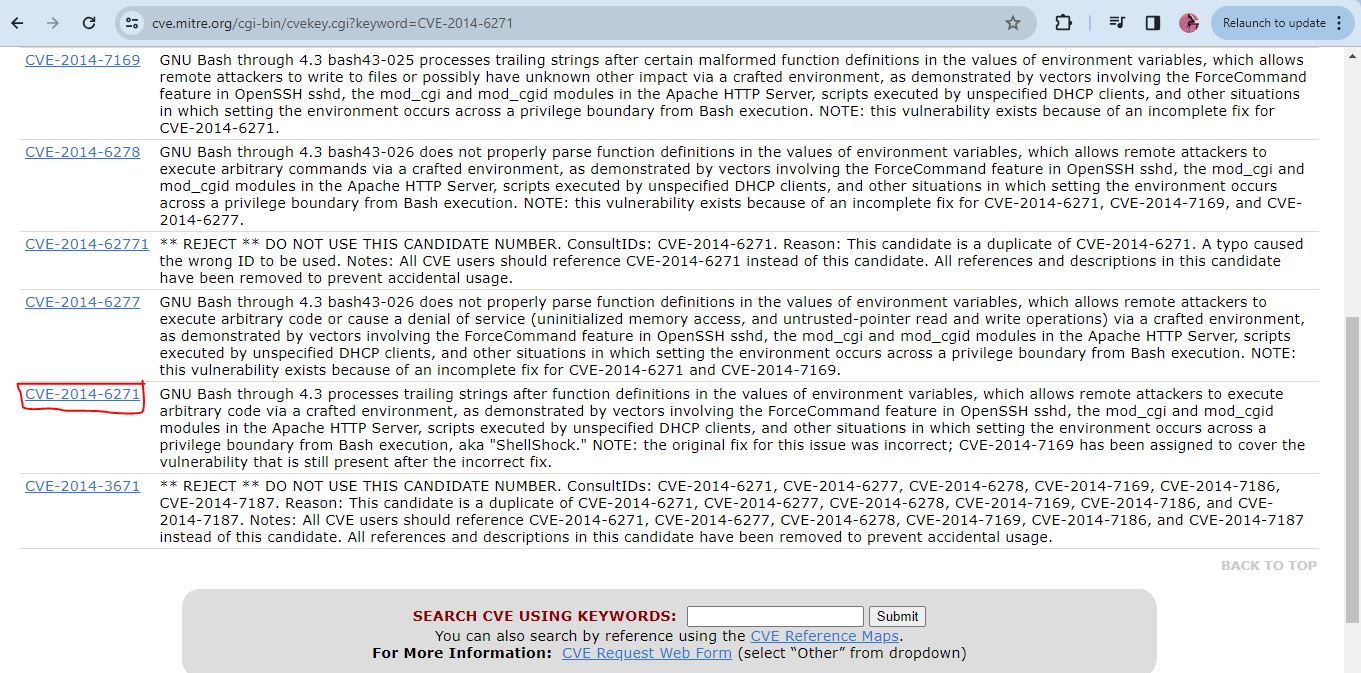 cve.mitre.org/cgi-bin/cvekey.cgi?keyword=CVE-2014-6271
Relaunch to update
CVE-2014-7169 GNU Bash through 4.3 bash43-025 processes trailing strings after certain malformed function definitions in the values of environment variables, which allows
remote attackers to write to files or possibly have unknown other impact via a crafted environment, as demonstrated by vectors involving the ForceCommand
feature in OpenSSH sshd, the mod_cgi and mod_cgid modules in the Apache HTTP Server, scripts executed by unspecified DHCP clients, and other situations
in which setting the environment occurs across a privilege boundary from Bash execution. NOTE: this vulnerability exists because of an incomplete fix for
CVE-2014-6271.
CVE-2014-6278 GNU Bash through 4.3 bash43-026 does not properly parse function definitions in the values of environment variables, which allows remote attackers to
execute arbitrary commands via a crafted environment, as demonstrated by vectors involving the ForceCommand feature in OpenSSH sshd, the mod_cgi and
mod_cgid modules in the Apache HTTP Server, scripts executed by unspecified DHCP clients, and other situations in which setting the environment occurs
across a privilege boundary from Bash execution. NOTE: this vulnerability exists because of an incomplete fix for CVE-2014-6271, CVE-2014-7169, and CVE-
2014-6277.
CVE-2014-62771 ** REJECT ** DO NOT USE THIS CANDIDATE NUMBER. ConsultIDs: CVE-2014-6271. Reason: This candidate is a duplicate of CVE-2014-6271. A typo caused
the wrong ID to be used. Notes: All CVE users should reference CVE-2014-6271 instead of this candidate. All references and descriptions in this candidate
have been removed to prevent accidental usage.
CVE-2014-6277 GNU Bash through 4.3 bash43-026 does not properly parse function definitions in the values of environment variables, which allows remote attackers to
execute arbitrary code or cause a denial of service (uninitialized memory access, and untrusted-pointer read and write operations) via a crafted environment,
as demonstrated by vectors involving the ForceCommand feature in OpenSSH sshd, the mod_cgi and mod_cgid modules in the Apache HTTP Server, scripts
executed by unspecified DHCP clients, and other situations in which setting the environment occurs across a privilege boundary from Bash execution. NOTE:
this vulnerability exists because of an incomplete fix for CVE-2014-6271 and CVE-2014-7169.
CVE-2014-6271 GNU Bash through 4.3 processes trailing strings after function definitions in the values of environment variables, which allows remote attackers to execute
arbitrary code via a crafted environment, as demonstrated by vectors involving the ForceCommand feature in OpenSSH sshd, the mod_cgi and mod_cgid
modules in the Apache HTTP Server, scripts executed by unspecified DHCP clients, and other situations in which setting the environment occurs across a
privilege boundary from Bash execution, aka "ShellShock." NOTE: the original fix for this issue was incorrect; CVE-2014-7169 has been assigned to cover the
vulnerability that is still present after the incorrect fix.
CVE-2014-3671 ** REJECT ** DO NOT USE THIS CANDIDATE NUMBER. ConsultIDs: CVE-2014-6271, CVE-2014-6277, CVE-2014-6278, CVE-2014-7169, CVE-2014-7186,
CVE-2014-7187. Reason: This candidate is a duplicate of CVE-2014-6271, CVE-2014-6277, CVE-2014-6278, CVE-2014-7169, CVE-2014-7186, and CVE-
2014-7187. Notes: All CVE users should reference CVE-2014-6271, CVE-2014-6277, CVE-2014-6278, CVE-2014-7169, CVE-2014-7186, and CVE-2014-7187
instead of this candidate. All references and descriptions in this candidate have been removed to prevent accidental usage.
BACK TO TOP
SEARCH CVE USING KEYWORDS: Submit
You can also search by reference using the CVE Reference Maps.
For More Information: CVE Request Web Form (select “Other” from dropdown)